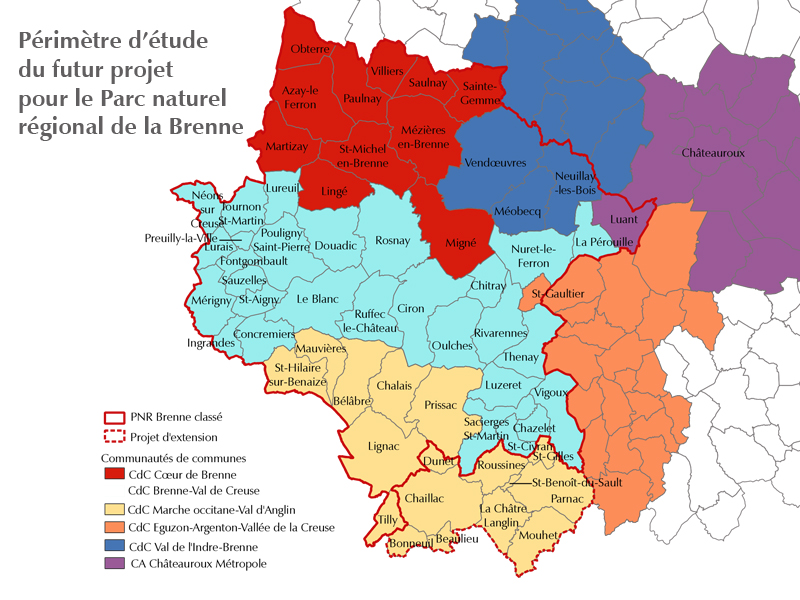 Périmètre d'étude
du futur projet
pour le Parc naturel
régional de la Brenne
Obterre
Villiers
Saulnay
Sainte-
Gemme
Azay-le
Ferron
Paulnay
Mézières
en-Brenne
Martizay
St-Michel
en-Brenne
Lingé
Migné
Vendœuvres
Neuillay
-les-Bois
Méobecq
Châteauroux
Luant
La Pérouille
Néons
sur
Creuse
Tournon
St-Martin
Lureuil
Preuilly-la-Ville
Lurais
Pouligny
Saint-Pierre
Fontgombault
Douadic
Rosnay
Nuret-le-
Ferron
Sauzelles
Mérigny
St-Aigny
Le Blanc
Ruffec
le-Château
Ciron
Chitray
St-Gaultier
Ingrandes
Concremiers
Oulches
Rivarennes
Thenay
Mauvières
St-Hilaire
sur-Benaize
Bélâbre
Chalais
Prissac
Luzeret
Vigoux
Sacierges
St-Martin
Chazelet
St-Civran
St-Gilles
Lignac
Dunet
Roussines
St-Benoît-du-Sault
Parnac
Chaillac
La Châtre
Langlin
Tilly
Bonneuil
Beaulieu
Mouhet
PNR Brenne classé
Projet d'extension
Communautés de communes
CdC Cœur de Brenne
CdC Brenne-Val de Creuse
CdC Marche occitane-Val d'Anglin
CdC Eguzon-Argenton-Vallée de la Creuse
CdC Val de l'Indre-Brenne
CA Châteauroux Métropole